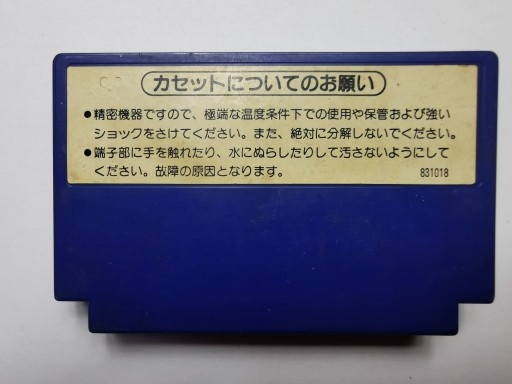 カセットについてのお願い
●精密機器ですので、極端な温度条件下での使用や保管および強い
ショックをさけてください。また、絶対に分解しないでください。
●端子部に手を触れたり、水にぬらしたりして汚さないようにして
ください。故障の原因となります。
831018